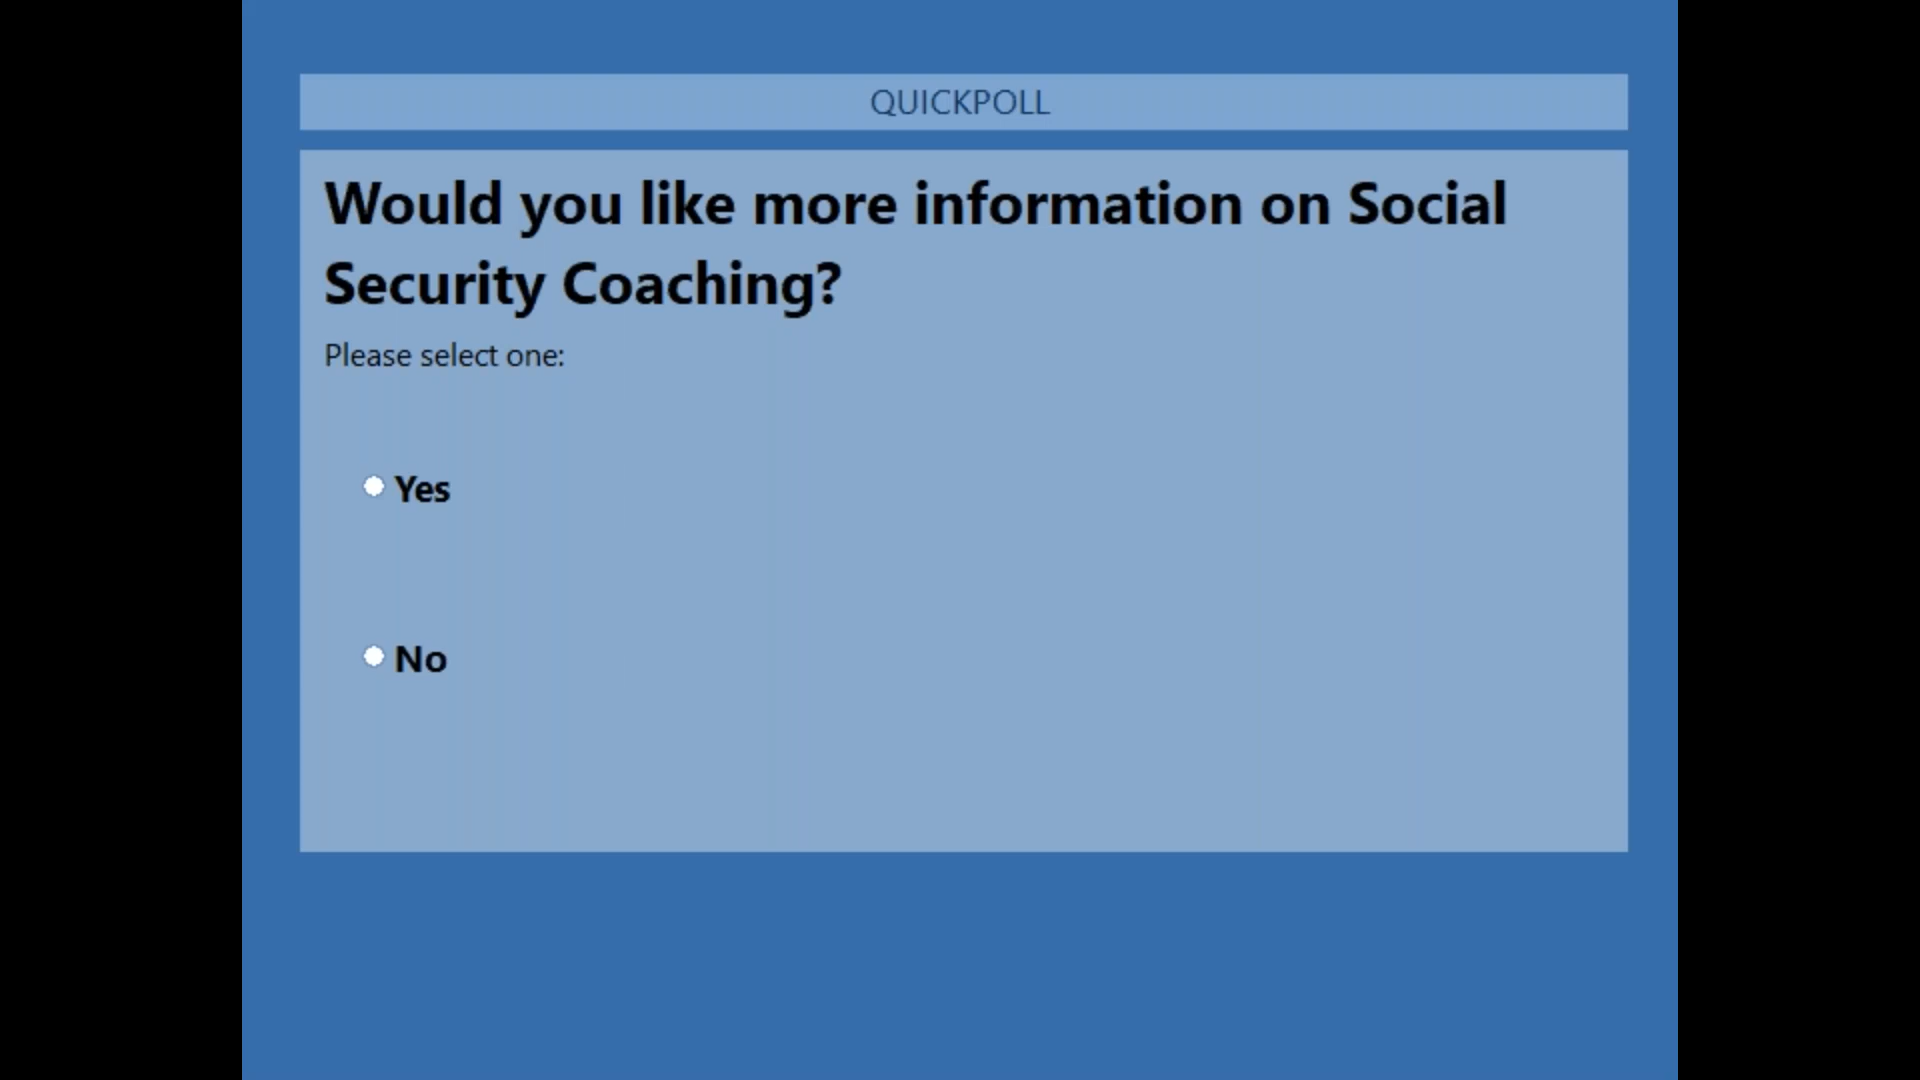 QUICKPOLL
Would you like more information on Social
Security Coaching?
Please select one:
Yes
No